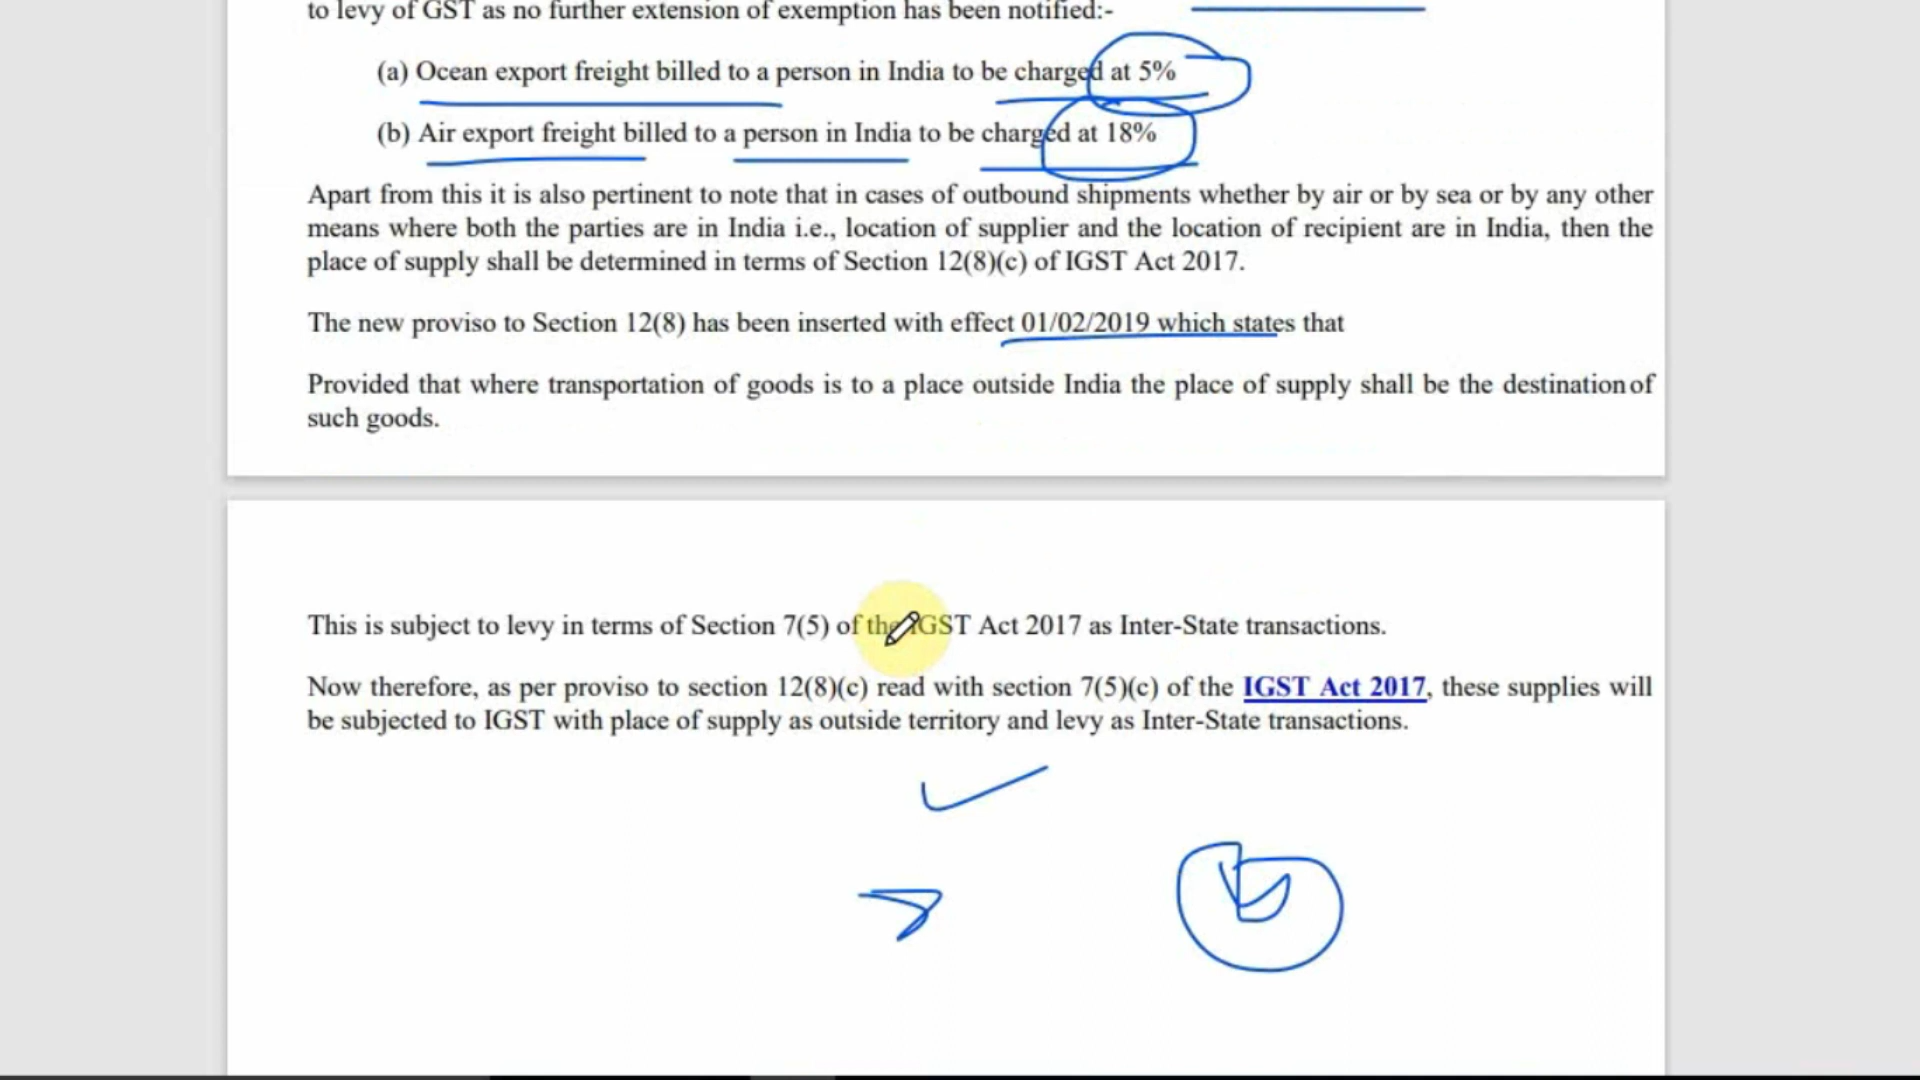 to levy of GST as no further extension of exemption has been notified:-
(a) Ocean export freight billed to a person in India to be charged at 5%
(b) Air export freight billed to a person in India to be charged at 18%
Apart from this it is also pertinent to note that in cases of outbound shipments whether by air or by sea or by any other
means where both the parties are in India i.e., location of supplier and the location of recipient are in India, then the
place of supply shall be determined in terms of Section 12(8)(c) of IGST Act 2017.
The new proviso to Section 12(8) has been inserted with effect 01/02/2019 which states that
Provided that where transportation of goods is to a place outside India the place of supply shall be the destination of
such goods.
This is subject to levy in terms of Section 7(5) of the IGST Act 2017 as Inter-State transactions.
Now therefore, as per proviso to section 12(8)(c) read with section 7(5)(c) of the IGST Act 2017, these supplies will
be subjected to IGST with place of supply as outside territory and levy as Inter-State transactions.